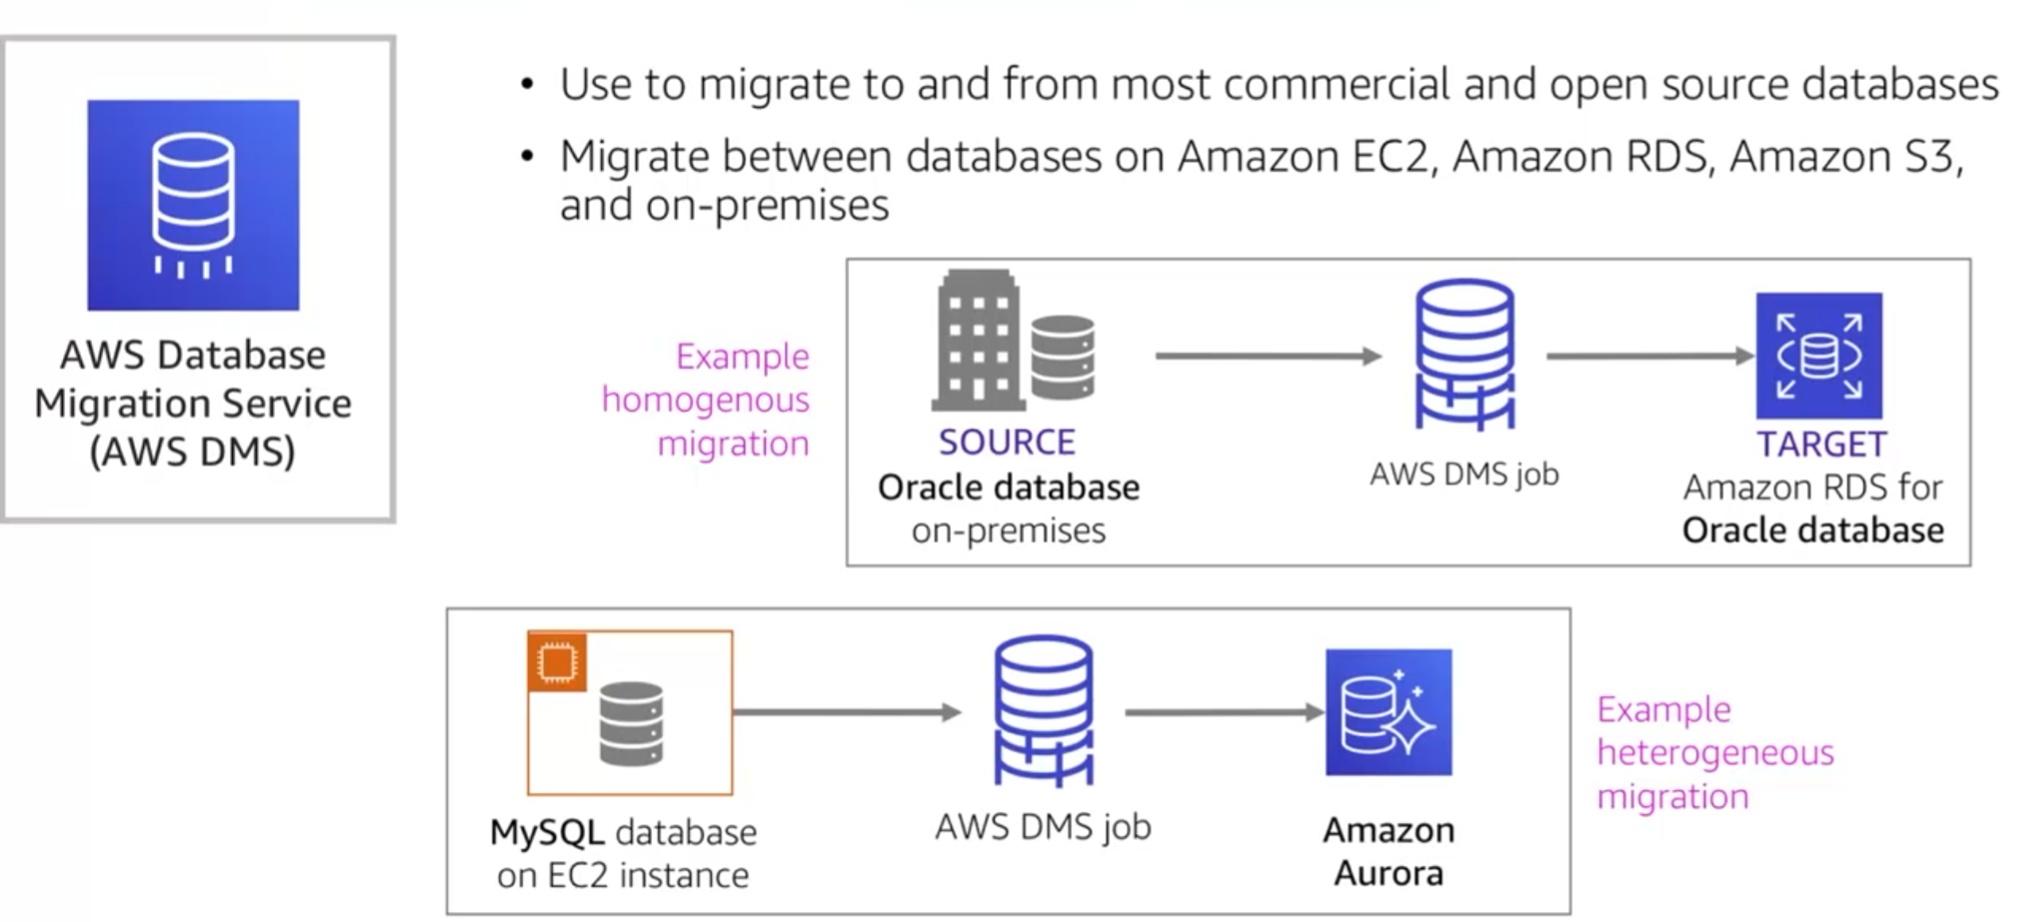 AWS Database
Migration Service
(AWS DMS)
• Use to migrate to and from most commercial and open source databases
• Migrate between databases on Amazon EC2, Amazon RDS, Amazon S3,
and on-premises
Example
homogenous
migration
SOURCE
Oracle database
on-premises
AWS DMS job
TARGET
Amazon RDS for
Oracle database
MySQL database
on EC2 instance
AWS DMS job
Amazon
Aurora
Example
heterogeneous
migration